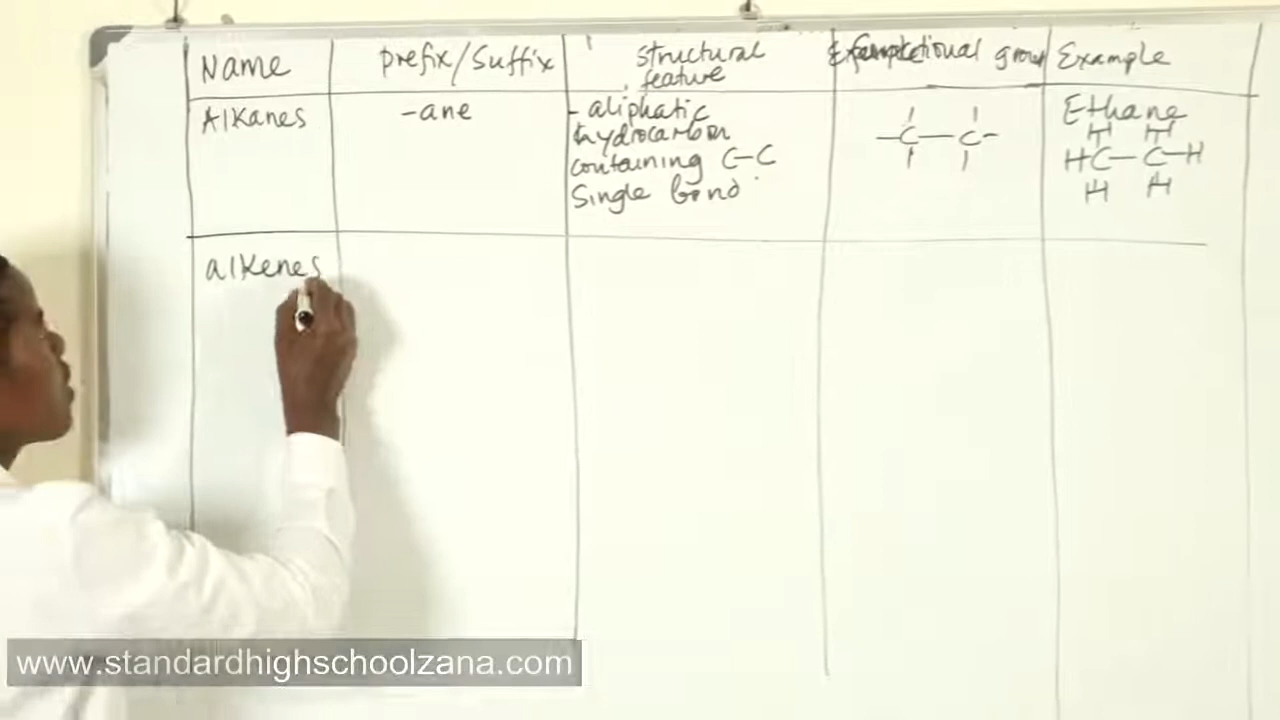 Name
prefix/suffix
structural
feature
functional group
Example
Alkanes
-ane
- aliphatic
hydrocarbon
containing C-C
Single bond
-C-C-
Ethane
H H
HC-C-H
H H
alkenes
www.standardhighschoolzana.com